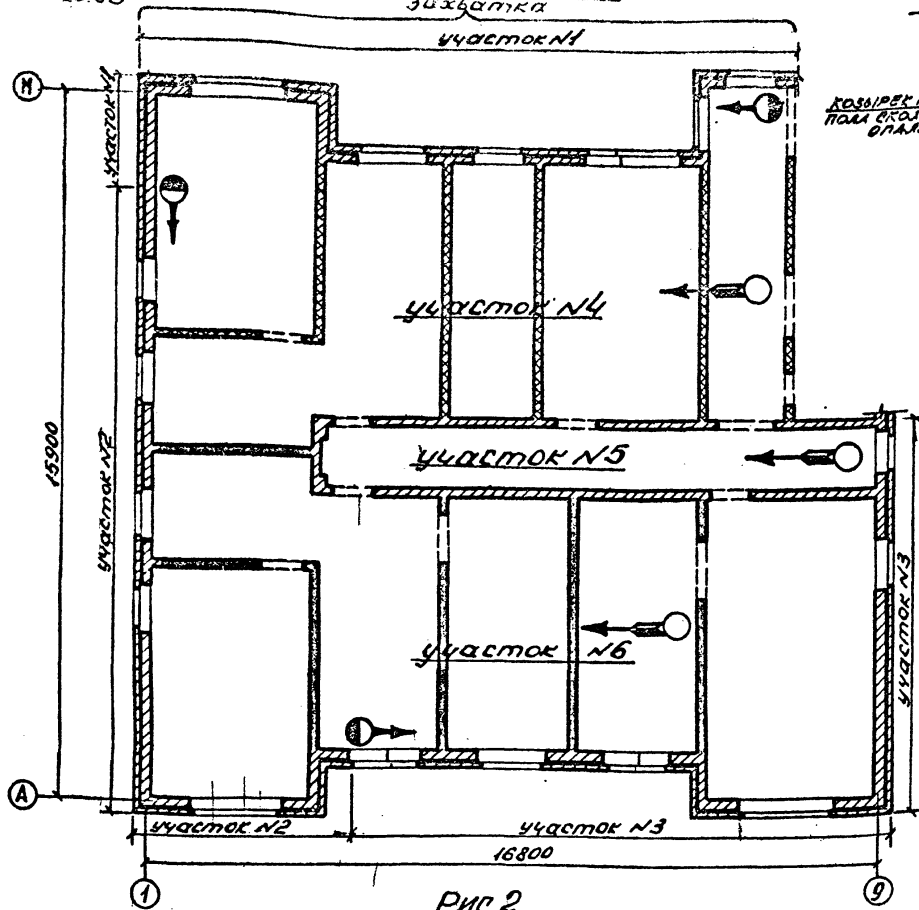 захватка
участок N1
М
участок N1
КОЗЫРЕК
участок N4
15900
участок N2
участок N5
участок N3
участок N6
А
участок N2
участок N3
16800
1
9
Рис 2